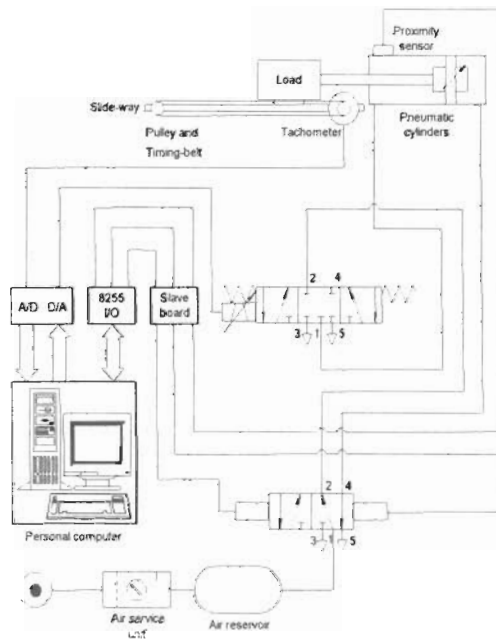 Proximity
sensor
Load
Slide-way
Pulley and
Timing-belt
Tachometer
Pneumatic
cylinders
2 4
A/D D/A
8255
I/O
Slave
board
3 1 5
2 4
3 1 5
Personal computer
Air service
unit
Air reservoir